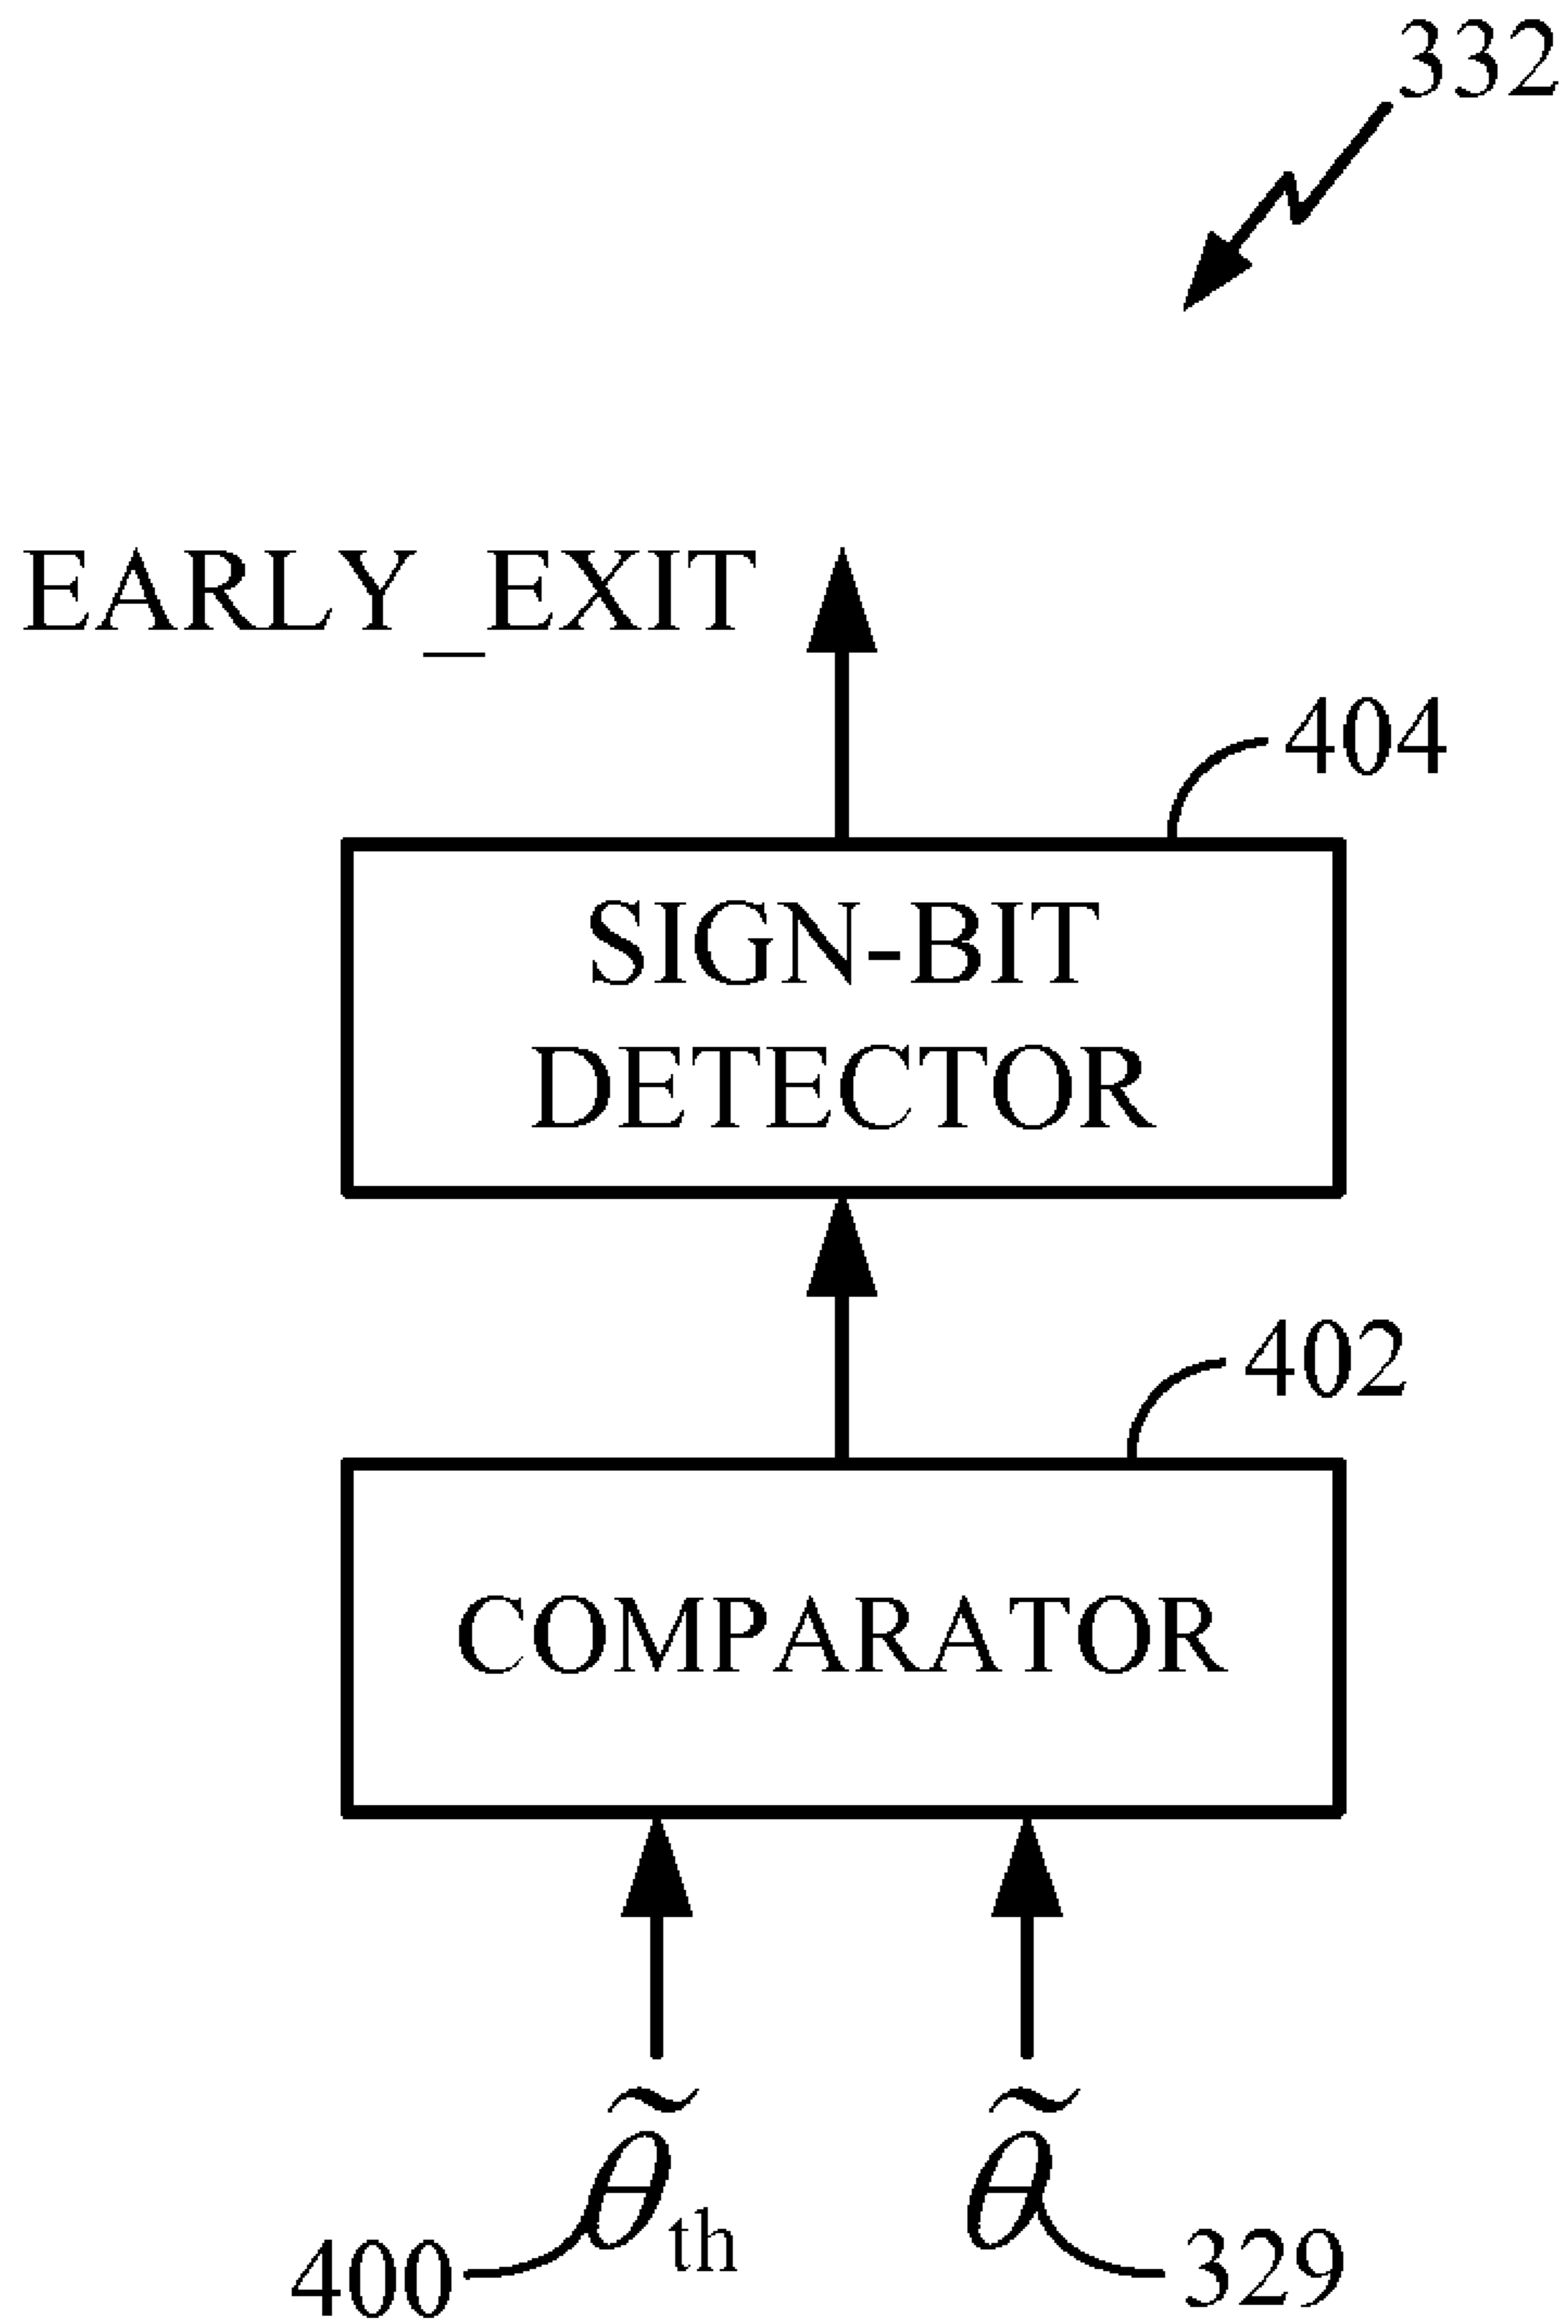 332
EARLY_EXIT
404
SIGN-BIT
DETECTOR
402
COMPARATOR
θ̃th θ̃
400 329